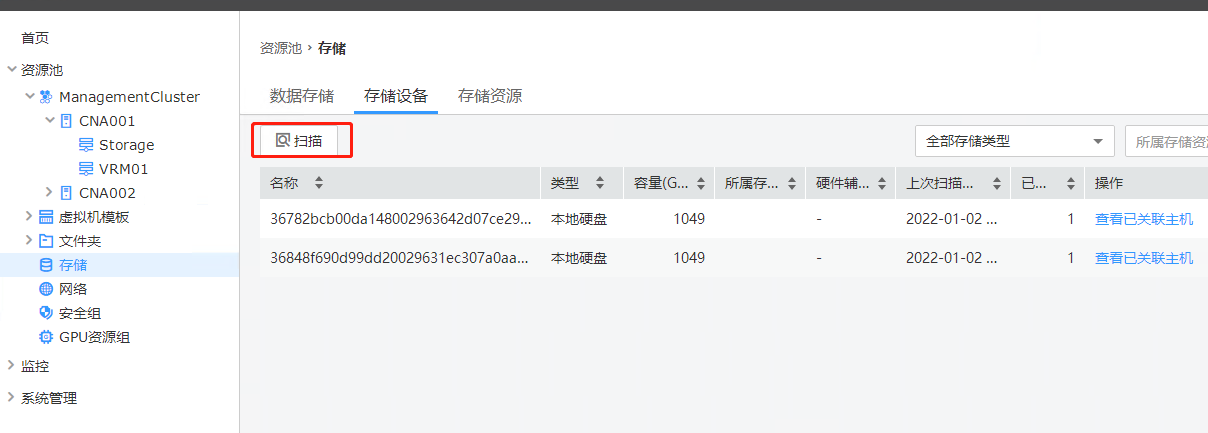 首页
资源池
ManagementCluster
CNA001
Storage
VRM01
CNA002
虚拟机模板
文件夹
存储
网络
安全组
GPU资源组
监控
系统管理
资源池 › 存储
数据存储 存储设备 存储资源
扫描 全部存储类型 所属存储资源
名称 类型 容量(G... 所属存... 硬件辅... 上次扫描... 已... 操作
36782bcb00da148002963642d07ce29... 本地硬盘 1049 - 2022-01-02 ... 1 查看已关联主机
36848f690d99dd20029631ec307a0aa... 本地硬盘 1049 - 2022-01-02 ... 1 查看已关联主机